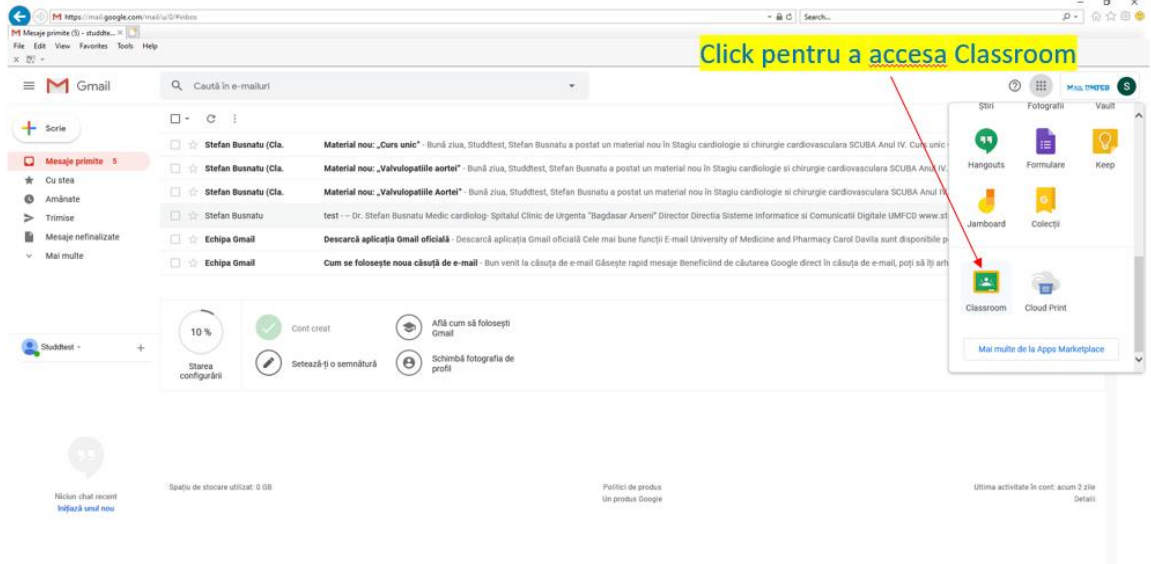 https://mail.google.com/mail/u/0/#inbox
Search...
Mesaje primite (5) - studdte...
File Edit View Favorites Tools Help
Click pentru a accesa Classroom
Gmail
Caută în e-mailuri
S
Scrie
Mesaje primite 5
Cu stea
Amânate
Trimise
Mesaje nefinalizate
Mai multe
Stefan Busnatu (Cla. Material nou: „Curs unic” - Bună ziua, Studdtest, Stefan Busnatu a postat un material nou în Stagiu cardiologie si chirurgie cardiovasculara SCUBA Anul IV. Curs unic
Stefan Busnatu (Cla. Material nou: „Valvulopatiile aortei” - Bună ziua, Studdtest, Stefan Busnatu a postat un material nou în Stagiu cardiologie si chirurgie cardiovasculara SCUBA Anul IV.
Stefan Busnatu (Cla. Material nou: „Valvulopatiile Aortei” - Bună ziua, Studdtest, Stefan Busnatu a postat un material nou în Stagiu cardiologie si chirurgie cardiovasculara SCUBA Anul
Stefan Busnatu test - -- Dr. Stefan Busnatu Medic cardiolog- Spitalul Clinic de Urgenta "Bagdasar Arseni" Director Directia Sisteme Informatice si Comunicatii Digitale UMFCD www.st
Echipa Gmail Descarcă aplicația Gmail oficială - Descarcă aplicația Gmail oficială Cele mai bune funcții E-mail University of Medicine and Pharmacy Carol Davila sunt disponibile p
Echipa Gmail Cum se folosește noua căsuță de e-mail - Bun venit la căsuța de e-mail Găsește rapid mesaje Beneficiind de căutarea Google direct în căsuța de e-mail, poți să îți arh
Știri Fotografii Vault
Hangouts Formulare Keep
Jamboard Colecții
Classroom Cloud Print
Mai multe de la Apps Marketplace
10 %
Starea
configurării
Cont creat
Află cum să folosești
Gmail
Setează-ți o semnătură
Schimbă fotografia de
profil
Studdtest
Niciun chat recent
Inițiază unul nou
Spațiu de stocare utilizat: 0 GB
Politici de produs
Un produs Google
Ultima activitate în cont: acum 2 zile
Detalii